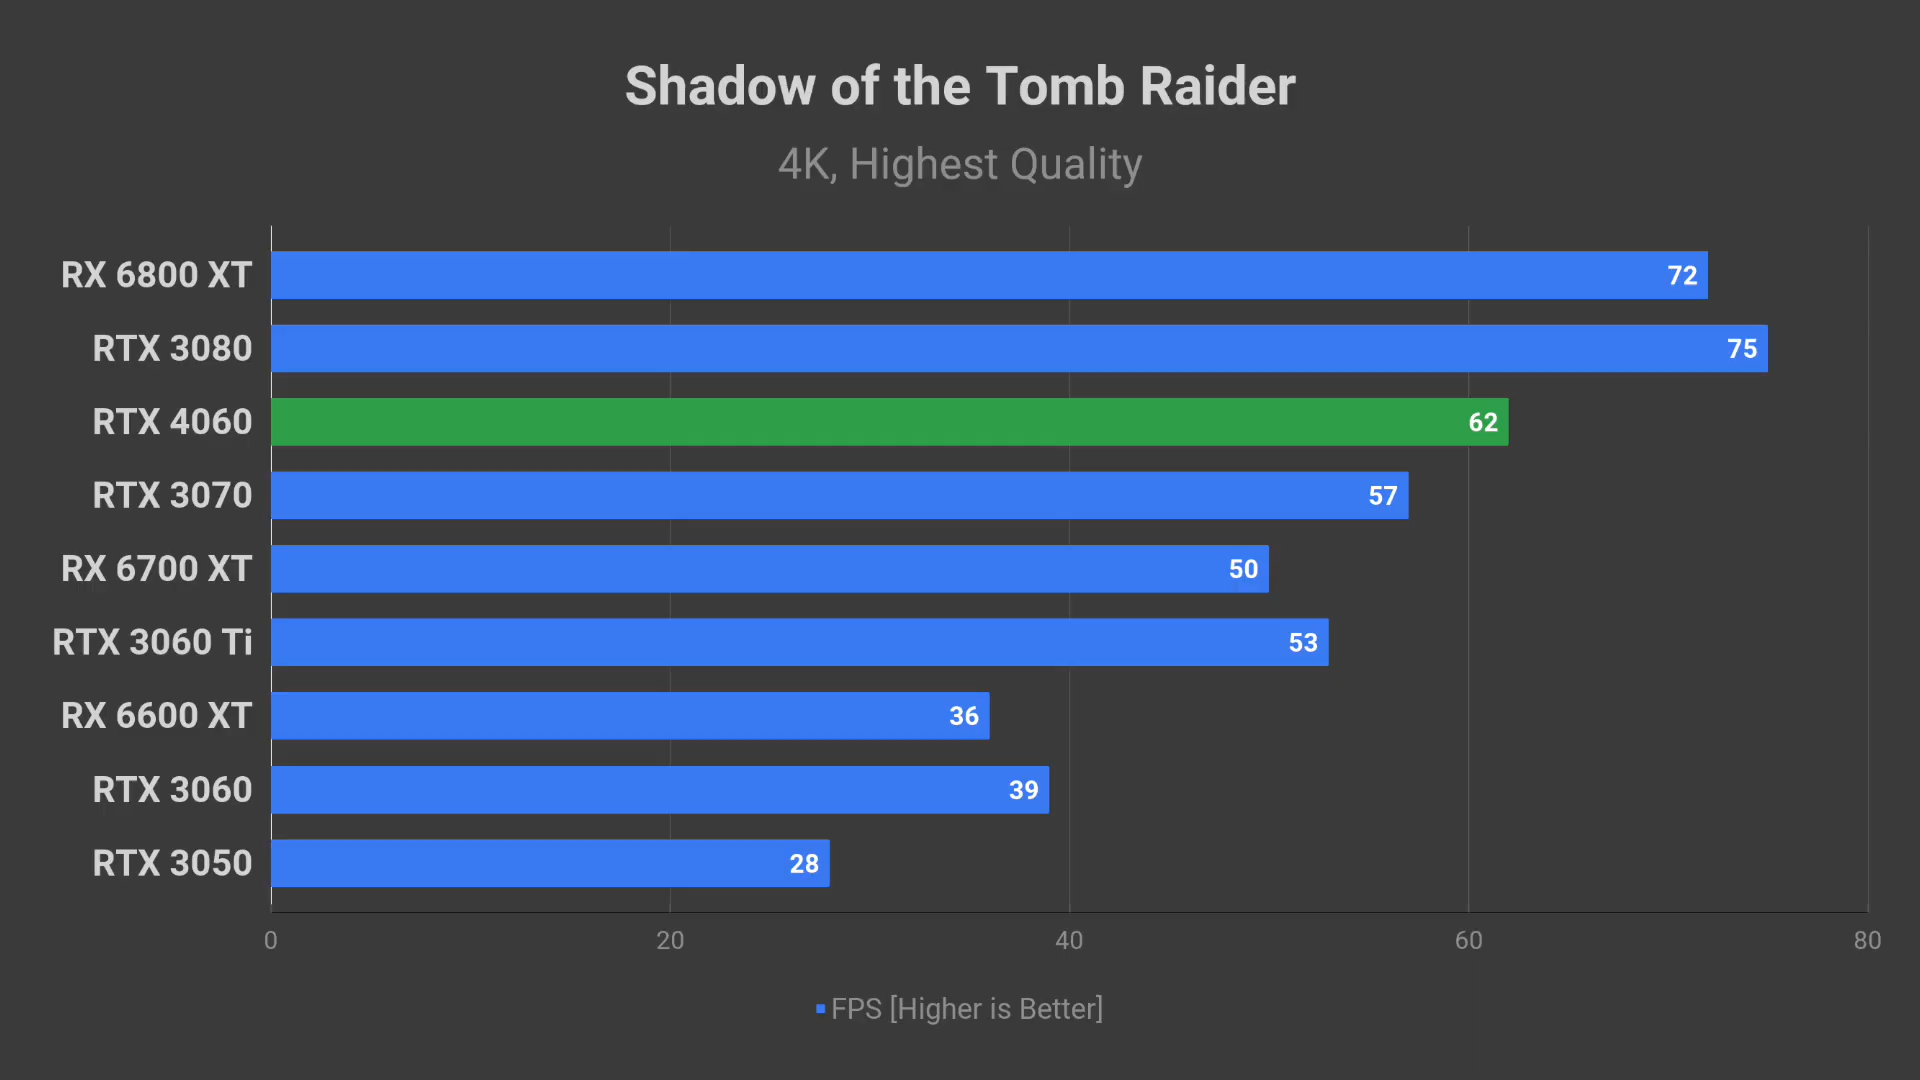 Shadow of the Tomb Raider
4K, Highest Quality
RX 6800 XT 72
RTX 3080 75
RTX 4060 62
RTX 3070 57
RX 6700 XT 50
RTX 3060 Ti 53
RX 6600 XT 36
RTX 3060 39
RTX 3050 28
0 20 40 60 80
FPS [Higher is Better]